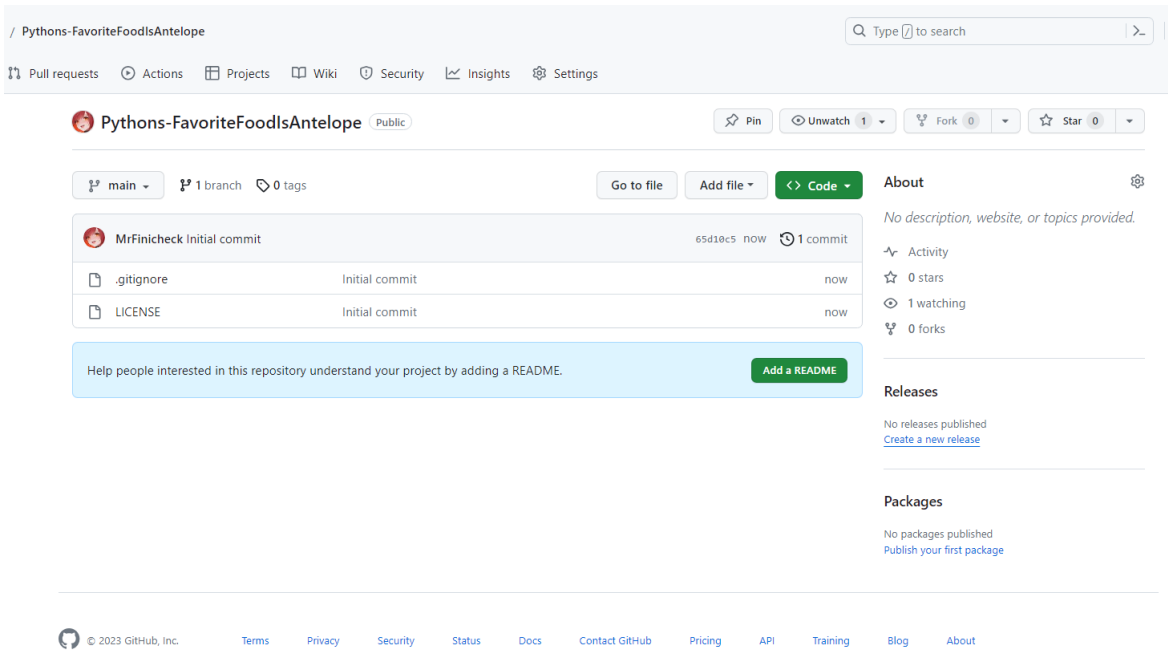 / Pythons-FavoriteFoodIsAntelope
Type / to search
Pull requests Actions Projects Wiki Security Insights Settings
Pythons-FavoriteFoodIsAntelope Public
Pin Unwatch 1 Fork 0 Star 0
main 1 branch 0 tags Go to file Add file <> Code
MrFinicheck Initial commit 65d10c5 now 1 commit
.gitignore Initial commit now
LICENSE Initial commit now
Help people interested in this repository understand your project by adding a README. Add a README
About
No description, website, or topics provided.
Activity
0 stars
1 watching
0 forks
Releases
No releases published
Create a new release
Packages
No packages published
Publish your first package
© 2023 GitHub, Inc. Terms Privacy Security Status Docs Contact GitHub Pricing API Training Blog About